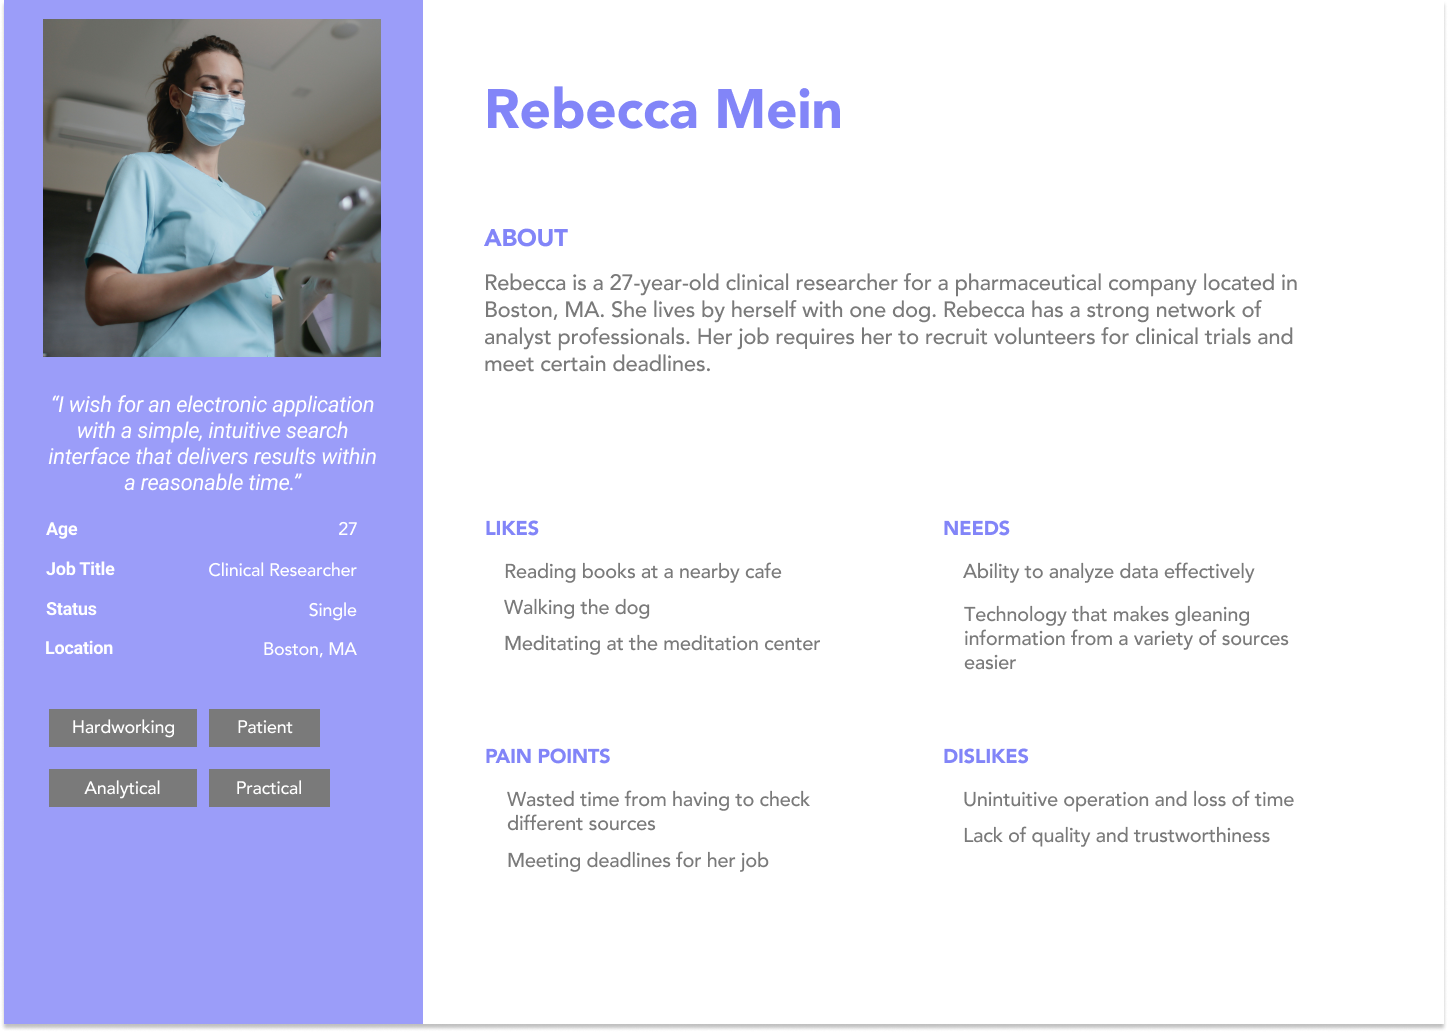 Rebecca Mein
ABOUT
Rebecca is a 27-year-old clinical researcher for a pharmaceutical company located in
Boston, MA. She lives by herself with one dog. Rebecca has a strong network of
analyst professionals. Her job requires her to recruit volunteers for clinical trials and
meet certain deadlines.
“I wish for an electronic application
with a simple, intuitive search
interface that delivers results within
a reasonable time.”
Age 27
Job Title Clinical Researcher
Status Single
Location Boston, MA
Hardworking Patient
Analytical Practical
LIKES
Reading books at a nearby cafe
Walking the dog
Meditating at the meditation center
NEEDS
Ability to analyze data effectively
Technology that makes gleaning
information from a variety of sources
easier
PAIN POINTS
Wasted time from having to check
different sources
Meeting deadlines for her job
DISLIKES
Unintuitive operation and loss of time
Lack of quality and trustworthiness